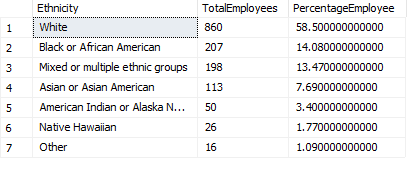 Ethnicity TotalEmployees PercentageEmployee
1 White 860 58.500000000000
2 Black or African American 207 14.080000000000
3 Mixed or multiple ethnic groups 198 13.470000000000
4 Asian or Asian American 113 7.690000000000
5 American Indian or Alaska N... 50 3.400000000000
6 Native Hawaiian 26 1.770000000000
7 Other 16 1.090000000000